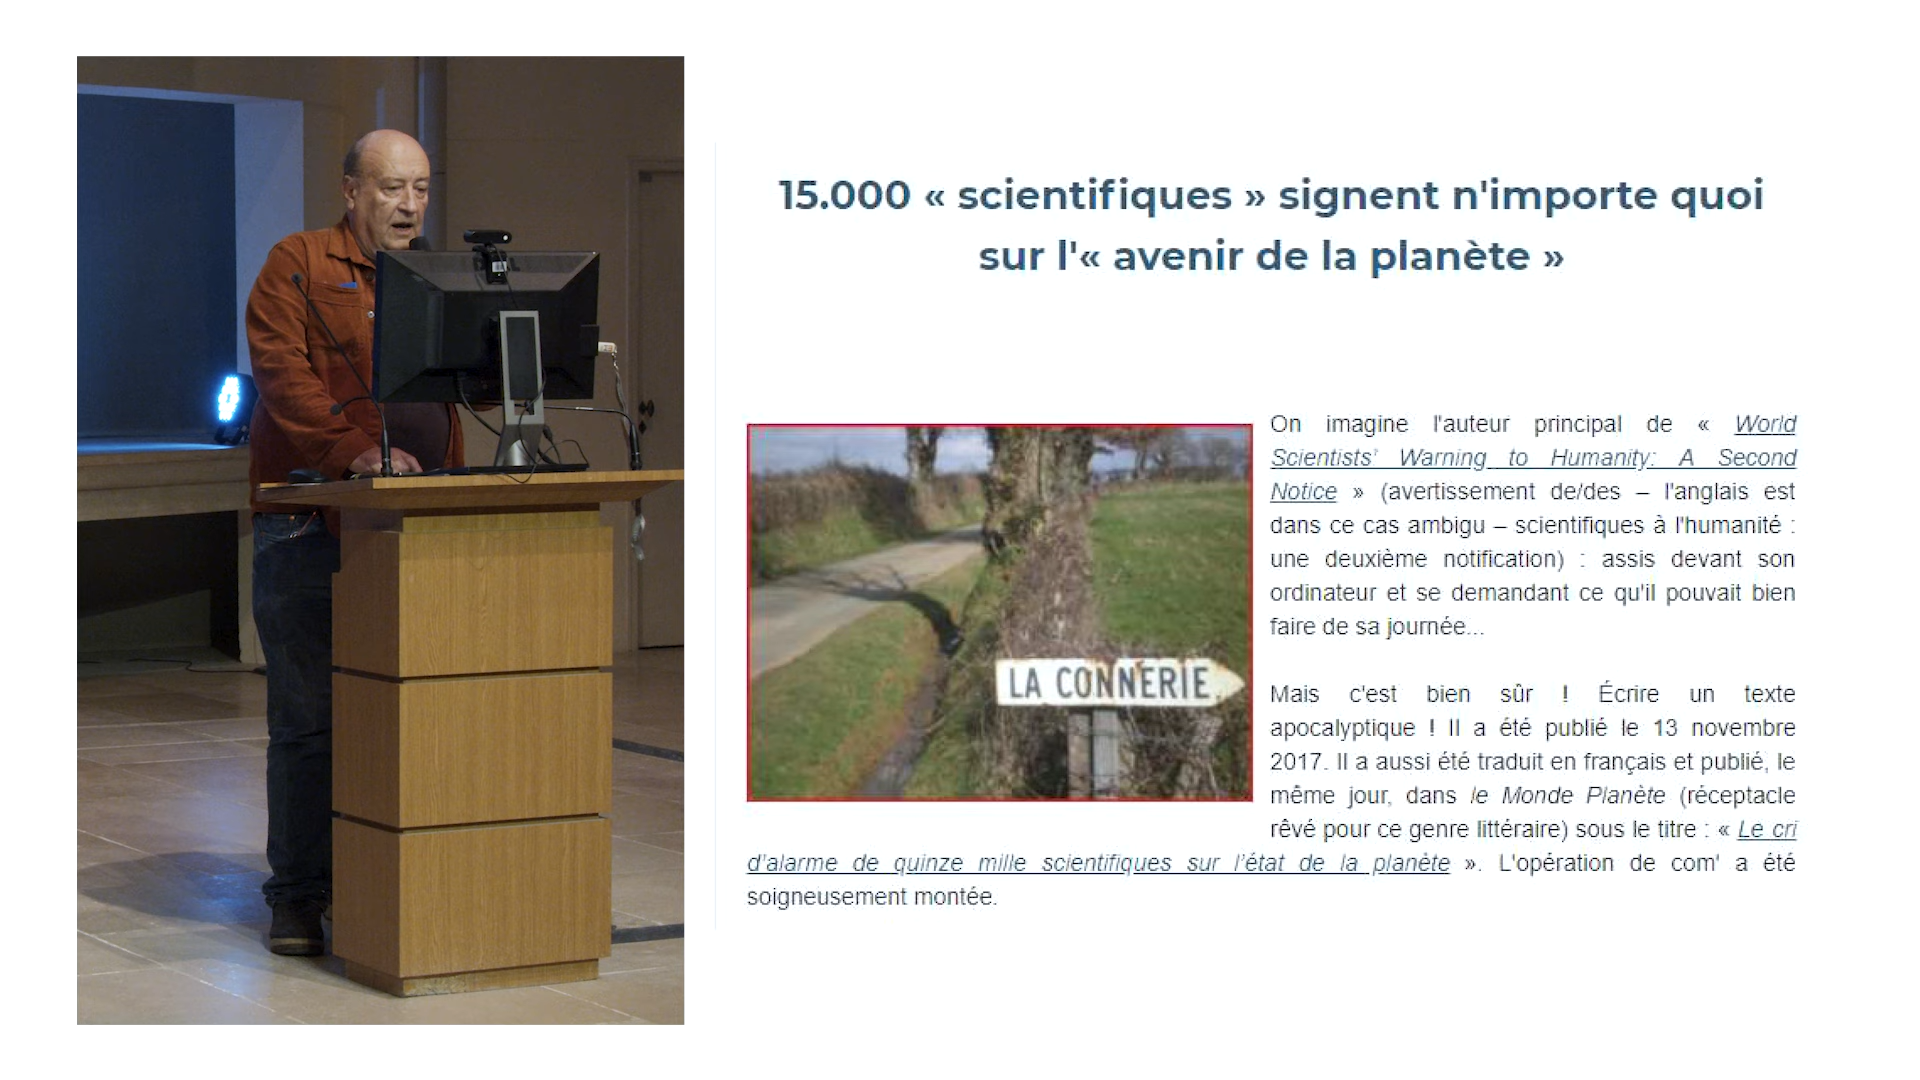 15.000 « scientifiques » signent n'importe quoi
sur l'« avenir de la planète »
On imagine l'auteur principal de « World
Scientists' Warning to Humanity: A Second
Notice » (avertissement de/des – l'anglais est
dans ce cas ambigu – scientifiques à l'humanité :
une deuxième notification) : assis devant son
ordinateur et se demandant ce qu'il pouvait bien
faire de sa journée...
LA CONNERIE
Mais c'est bien sûr ! Écrire un texte
apocalyptique ! Il a été publié le 13 novembre
2017. Il a aussi été traduit en français et publié, le
même jour, dans le Monde Planète (réceptacle
rêvé pour ce genre littéraire) sous le titre : « Le cri
d'alarme de quinze mille scientifiques sur l'état de la planète ». L'opération de com' a été
soigneusement montée.